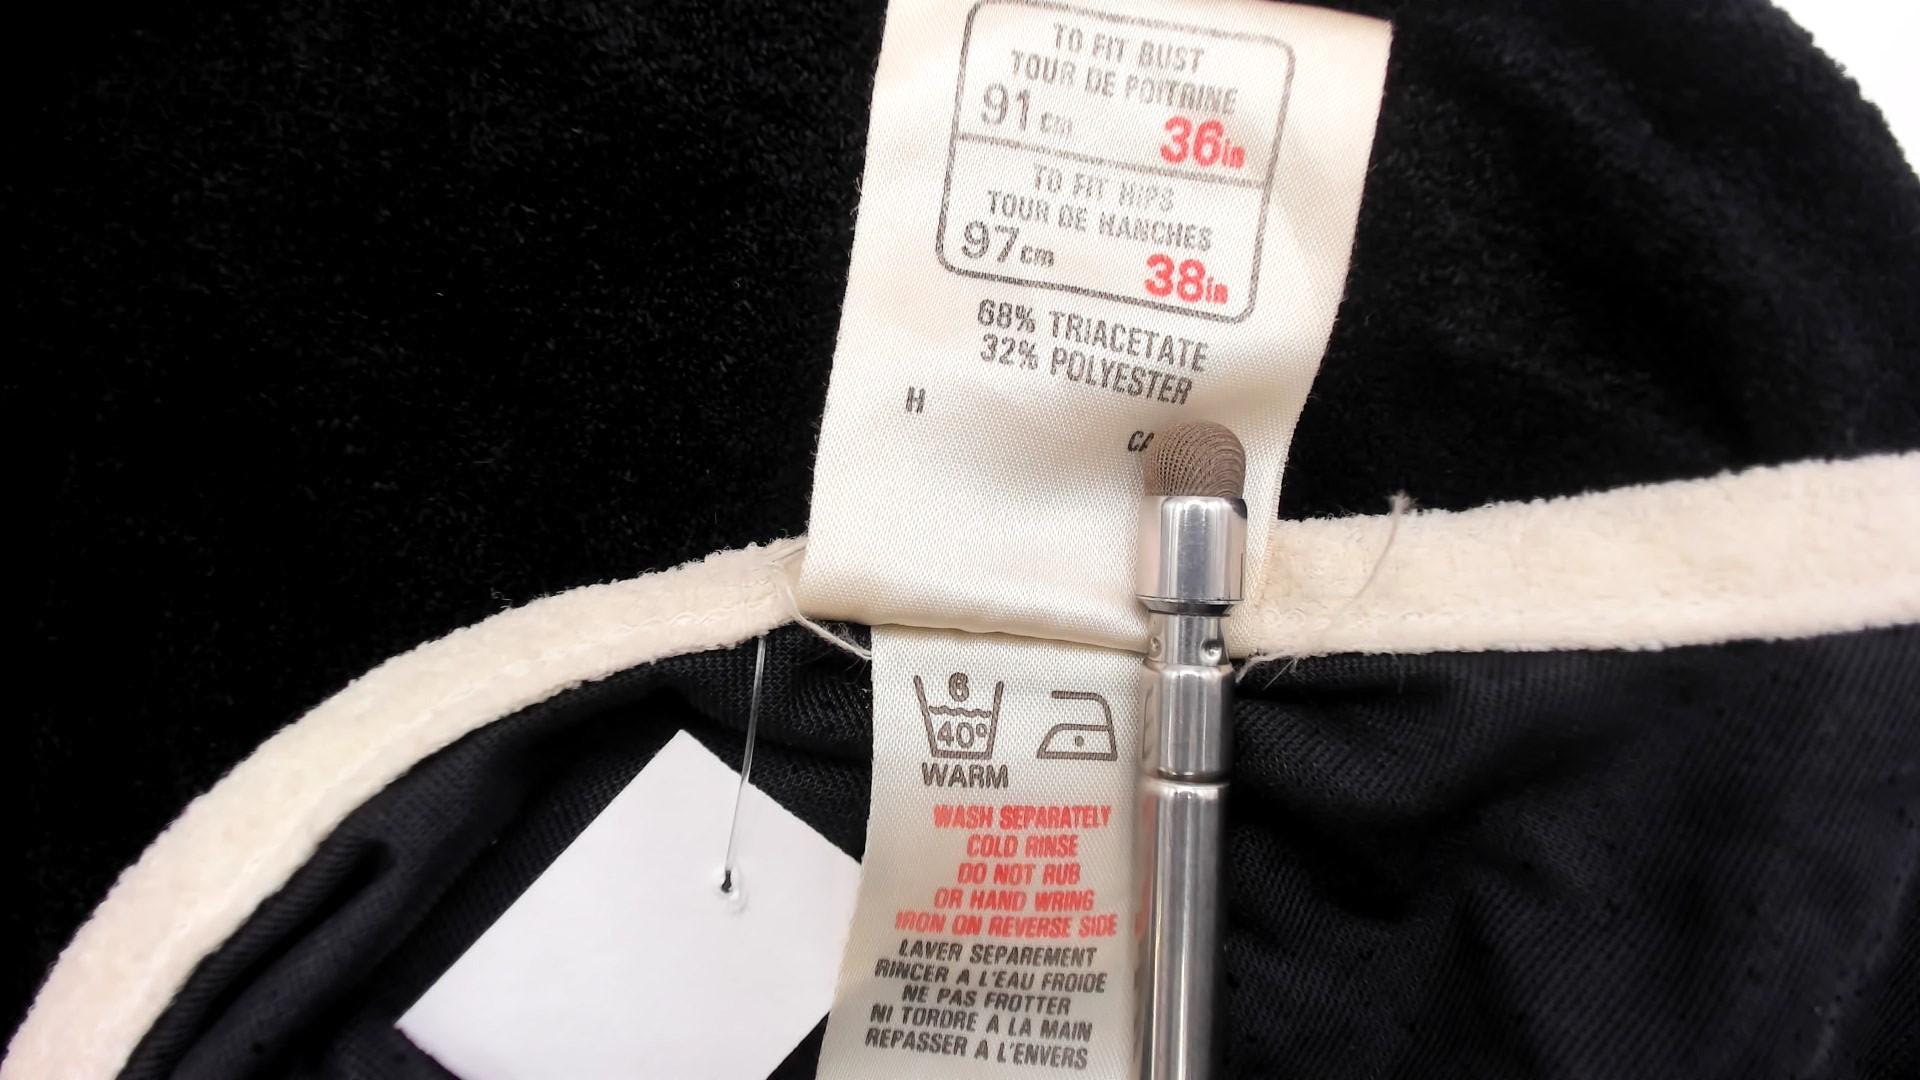 TO FIT BUST
TOUR DE POITRINE
91 cm 36in
TO FIT HIPS
TOUR DE HANCHES
97cm 38in
68% TRIACETATE
32% POLYESTER
H
6
40°
WARM
WASH SEPARATELY
COLD RINSE
DO NOT RUB
OR HAND WRING
IRON ON REVERSE SIDE
LAVER SEPAREMENT
RINCER A L'EAU FROIDE
NE PAS FROTTER
NI TORDRE A LA MAIN
REPASSER A L'ENVERS